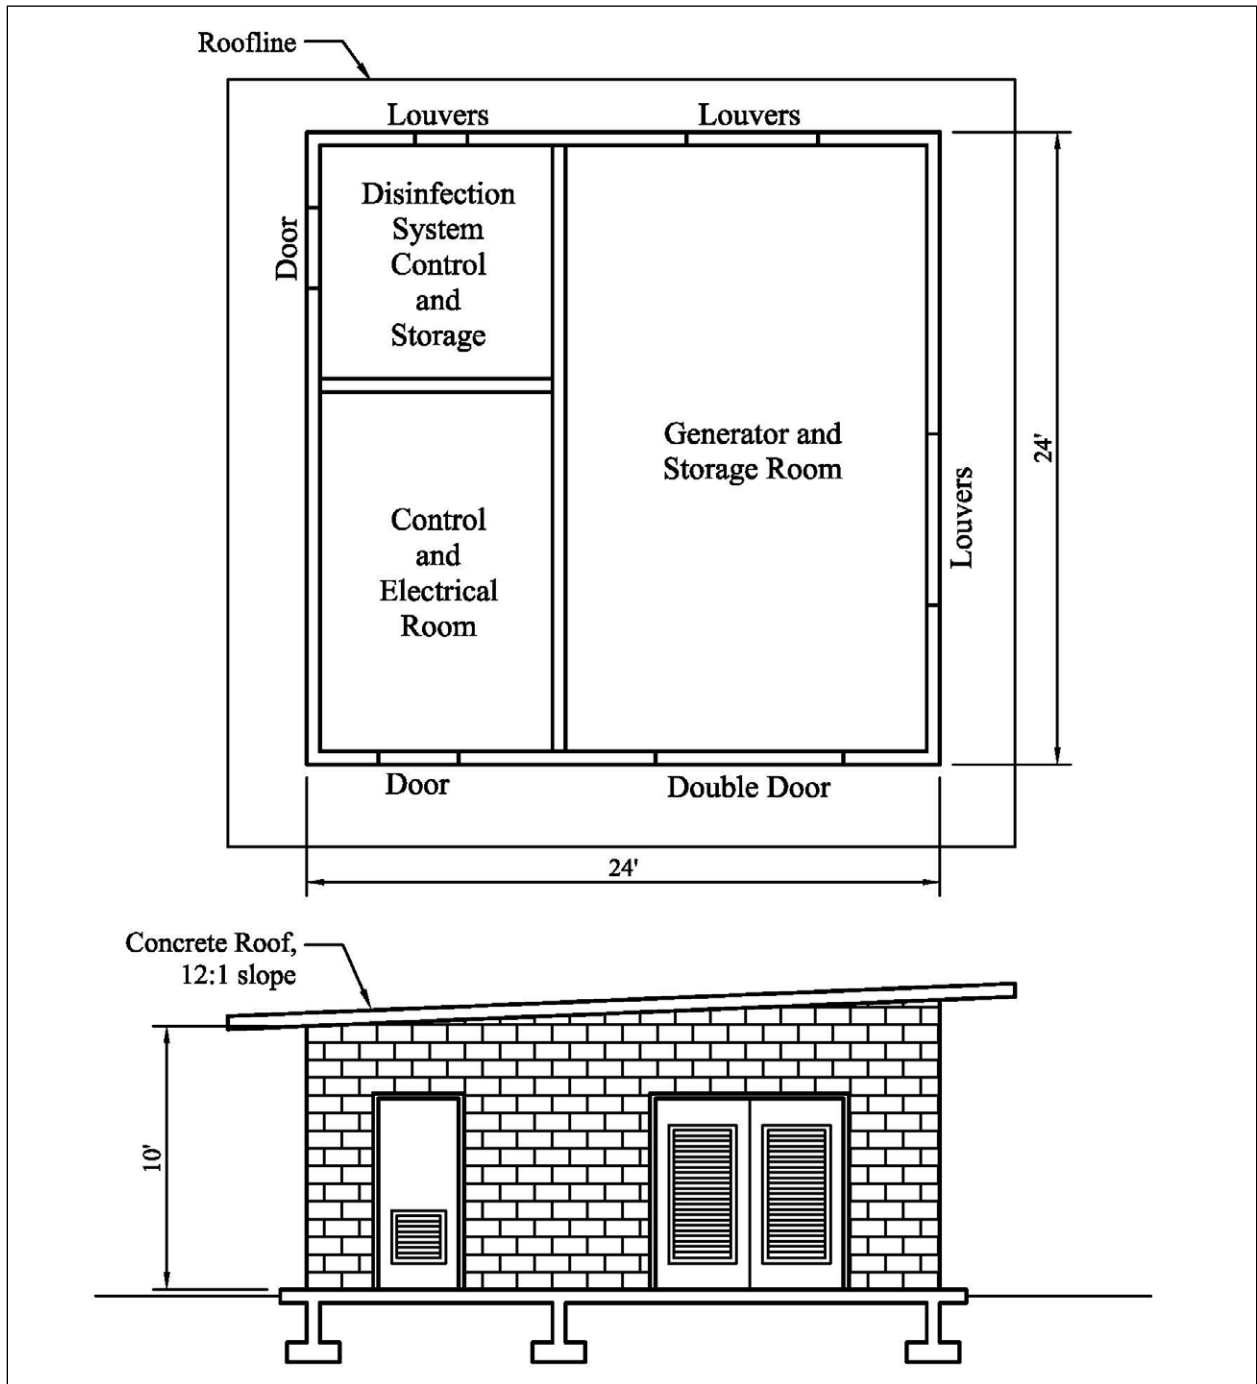 Roofline
Louvers
Louvers
Disinfection
System
Control
and
Storage
Door
Generator and
Storage Room
24'
Louvers
Control
and
Electrical
Room
Door
Double Door
24'
Concrete Roof,
12:1 slope
10'